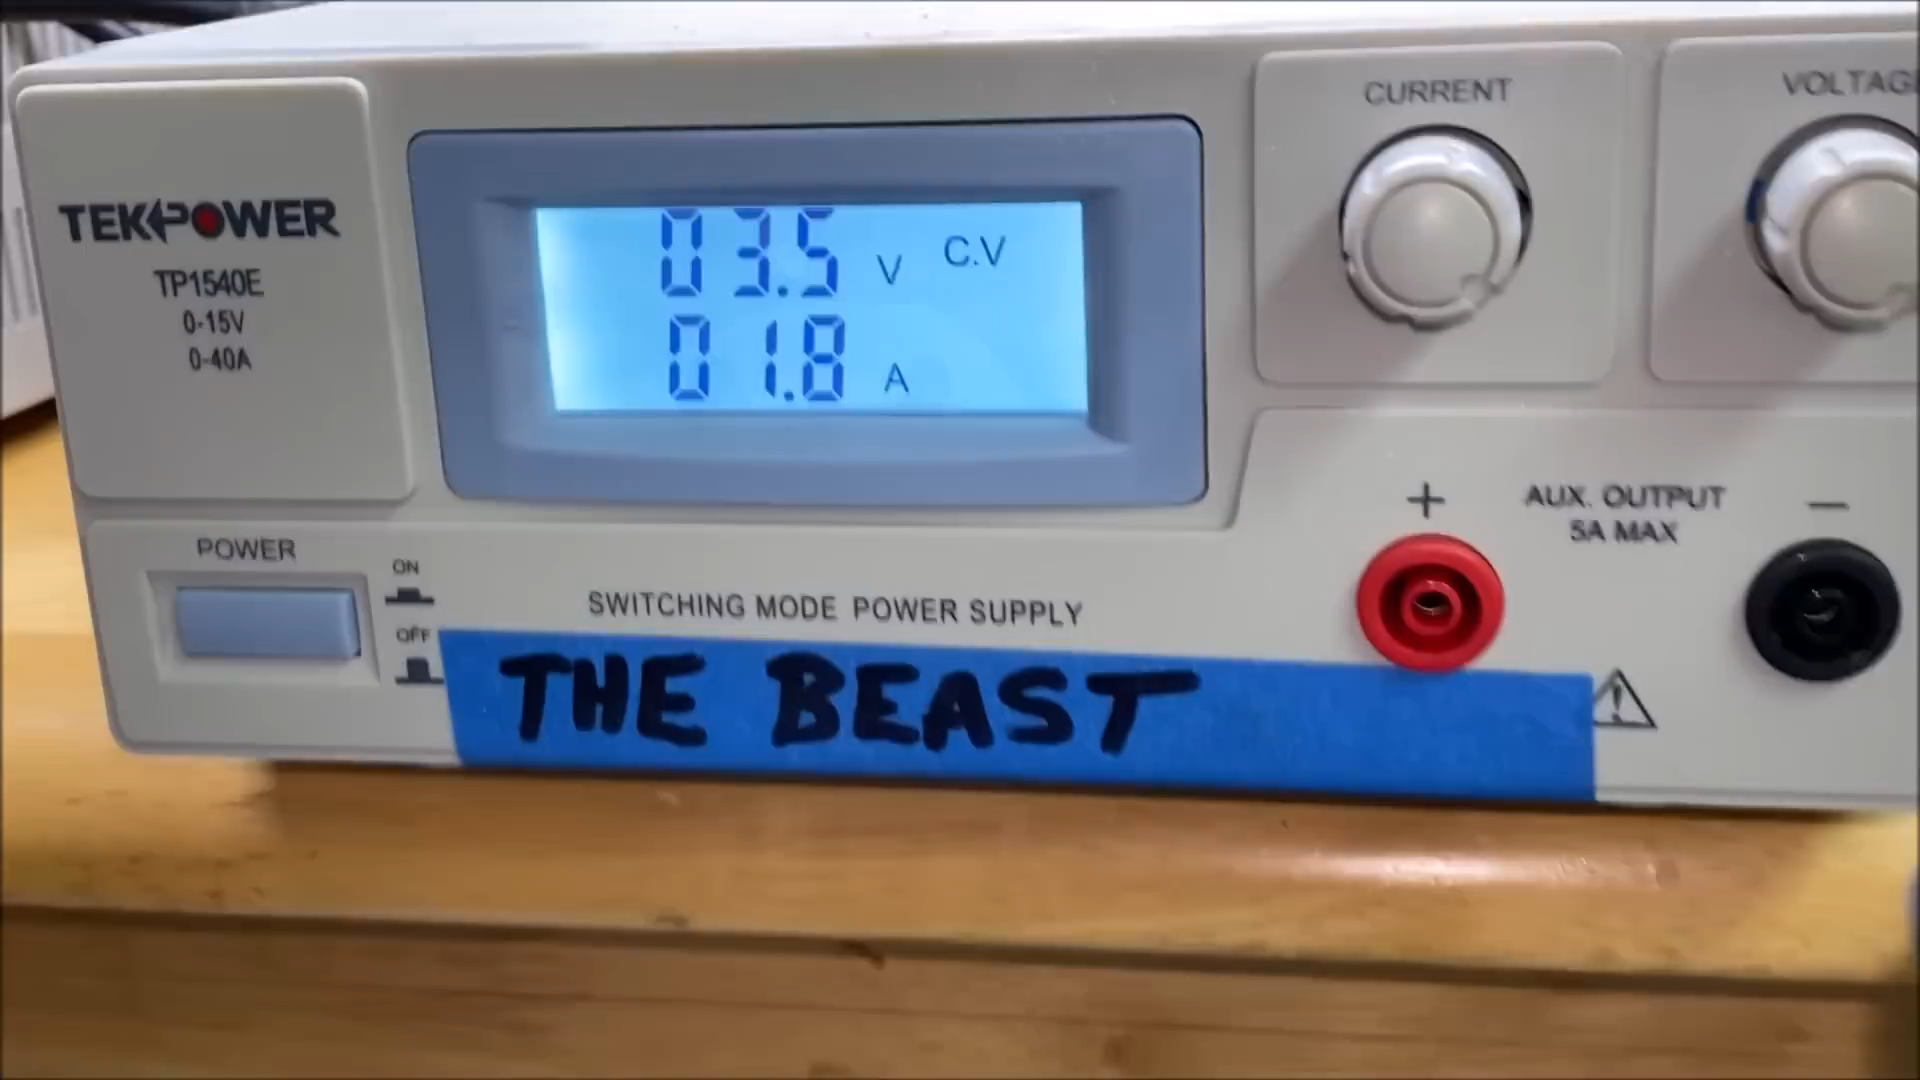 TEKPOWER
TP1540E
0-15V
0-40A
03.5 V C.V
01.8 A
CURRENT
VOLTAG
POWER
ON
OFF
SWITCHING MODE POWER SUPPLY
+ AUX. OUTPUT -
5A MAX
THE BEAST